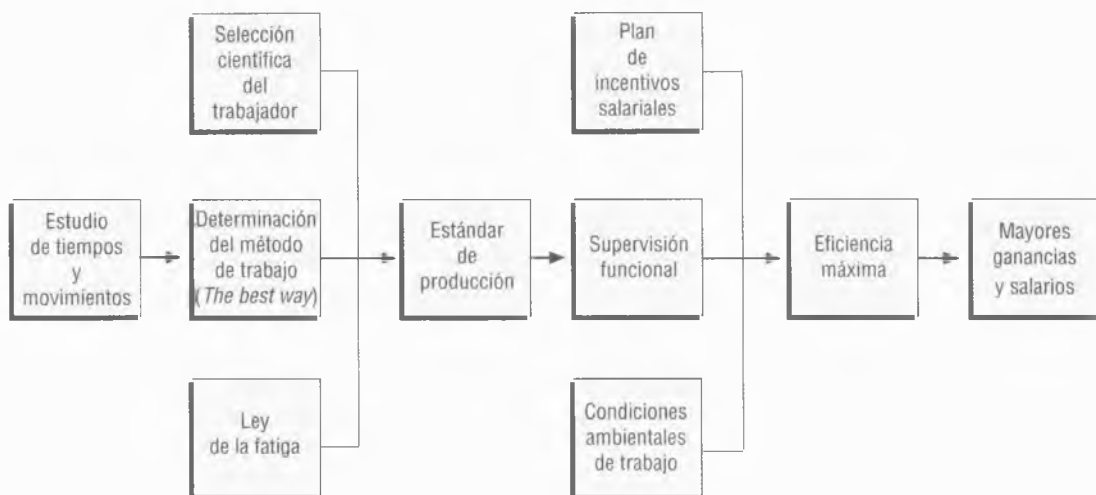 Selección
científica
del
trabajador
Plan
de
incentivos
salariales
Estudio
de tiempos
y
movimientos
Determinación
del método
de trabajo
(The best way)
Estándar
de
producción
Supervisión
funcional
Eficiencia
máxima
Mayores
ganancias
y salarios
Ley
de la fatiga
Condiciones
ambientales
de trabajo